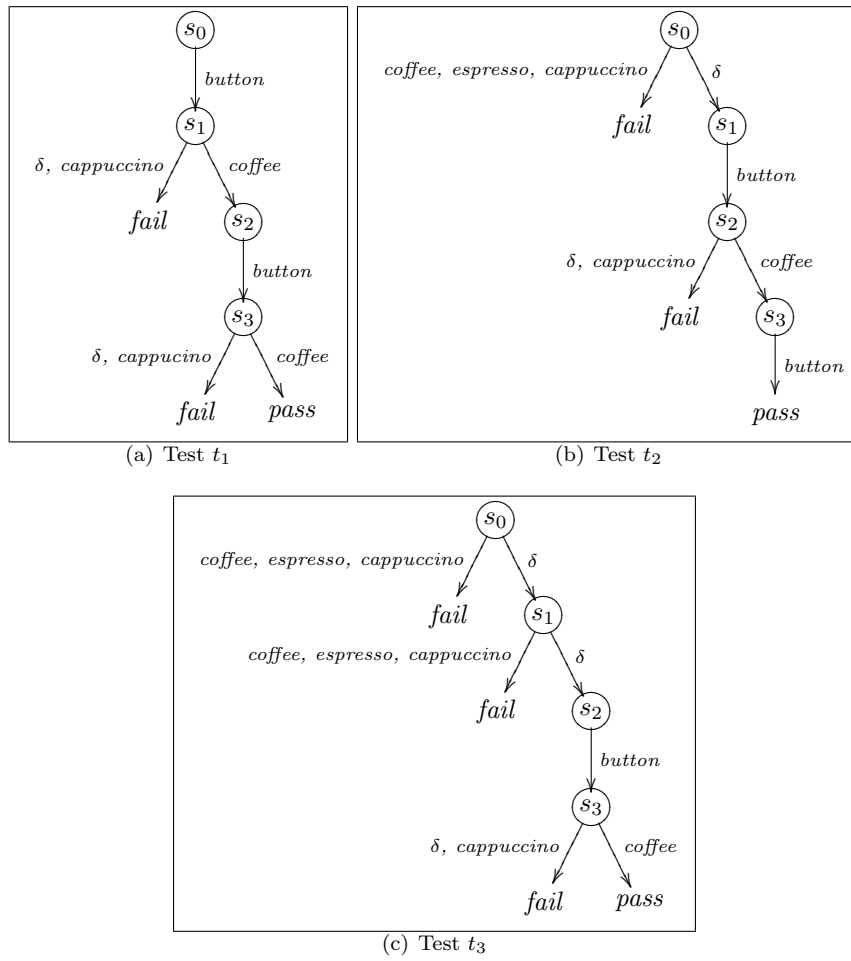 s0
button
s1
δ, cappuccino
coffee
fail
s2
button
s3
δ, cappucino
coffee
fail
pass
(a) Test t1
s0
coffee, espresso, cappuccino
δ
fail
s1
button
s2
δ, cappuccino
coffee
fail
s3
button
pass
(b) Test t2
s0
coffee, espresso, cappuccino
δ
fail
s1
coffee, espresso, cappuccino
δ
fail
s2
button
s3
δ, cappuccino
coffee
fail
pass
(c) Test t3